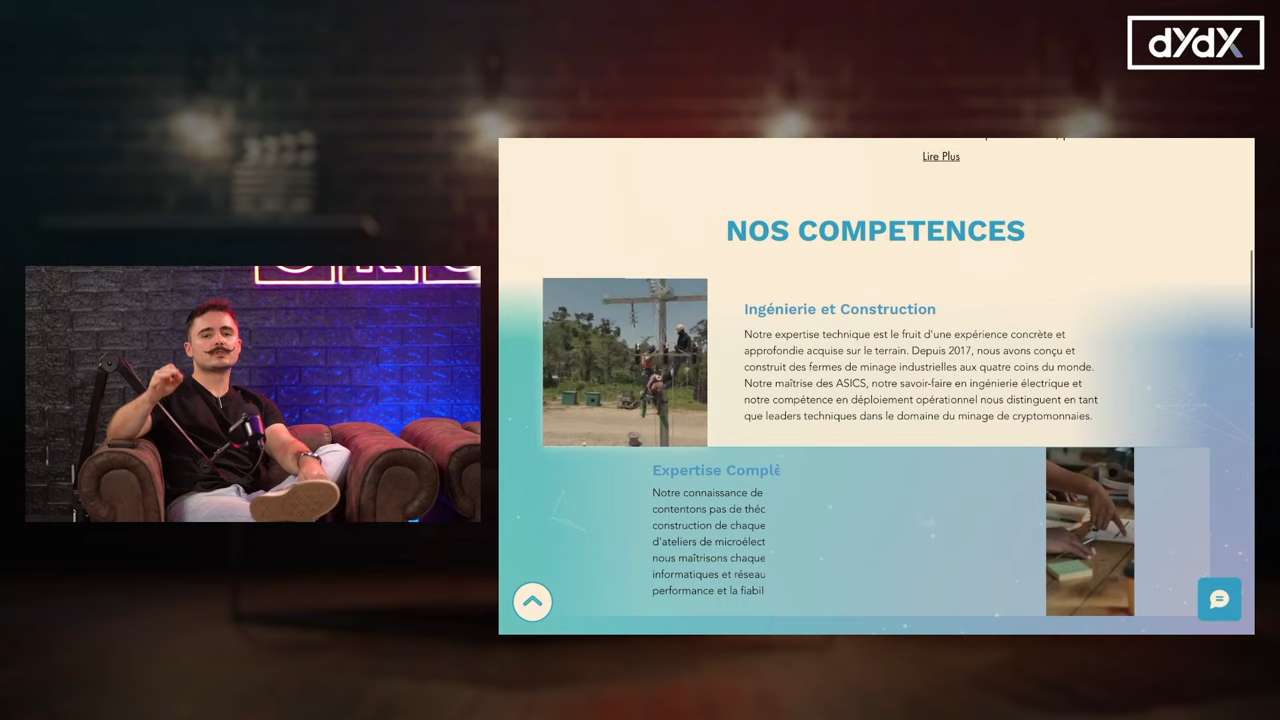 dYdX
Lire Plus
NOS COMPETENCES
Ingénierie et Construction
Notre expertise technique est le fruit d'une expérience concrète et
approfondie acquise sur le terrain. Depuis 2017, nous avons conçu et
construit des fermes de minage industrielles aux quatre coins du monde.
Notre maîtrise des ASICS, notre savoir-faire en ingénierie électrique et
notre compétence en déploiement opérationnel nous distinguent en tant
que leaders techniques dans le domaine du minage de cryptomonnaies.
Expertise Complè
Notre connaissance de
contentons pas de théc
construction de chaque
d'ateliers de microélect
nous maîtrisons chaque
informatiques et réseau
performance et la fiabil